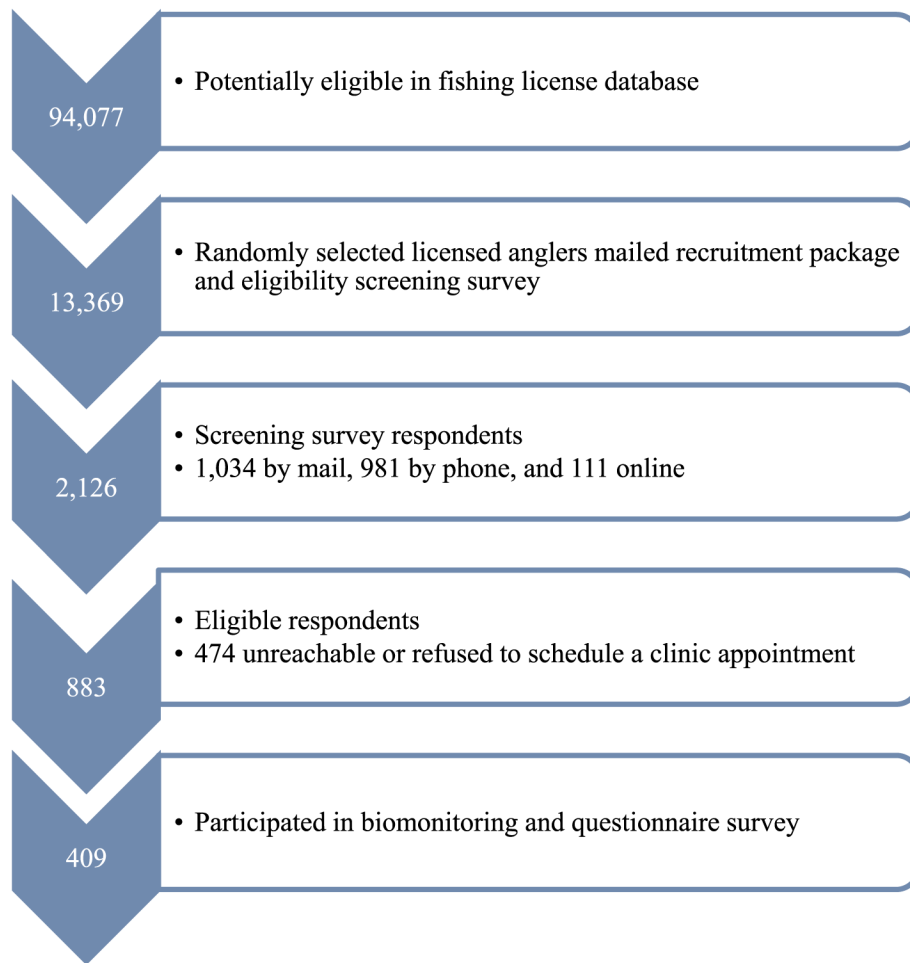 94,077
• Potentially eligible in fishing license database
13,369
• Randomly selected licensed anglers mailed recruitment package
and eligibility screening survey
2,126
• Screening survey respondents
• 1,034 by mail, 981 by phone, and 111 online
883
• Eligible respondents
• 474 unreachable or refused to schedule a clinic appointment
409
• Participated in biomonitoring and questionnaire survey